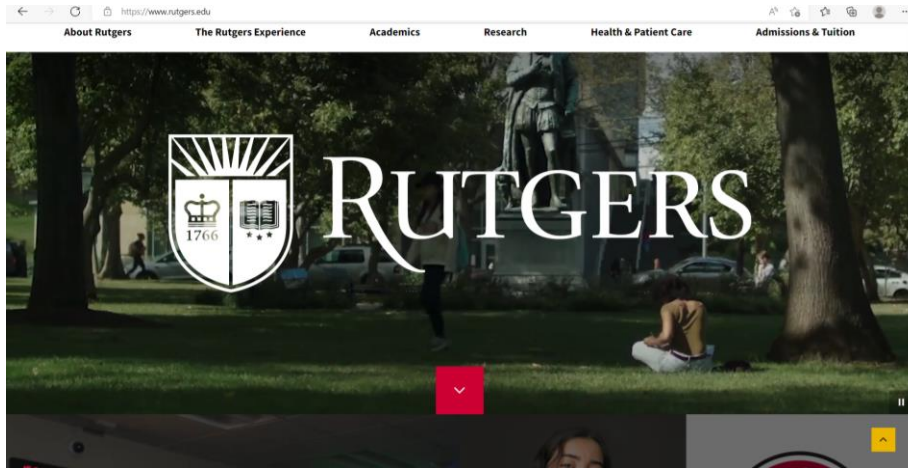 https://www.rutgers.edu
About Rutgers The Rutgers Experience Academics Research Health & Patient Care Admissions & Tuition
RUTGERS
1766